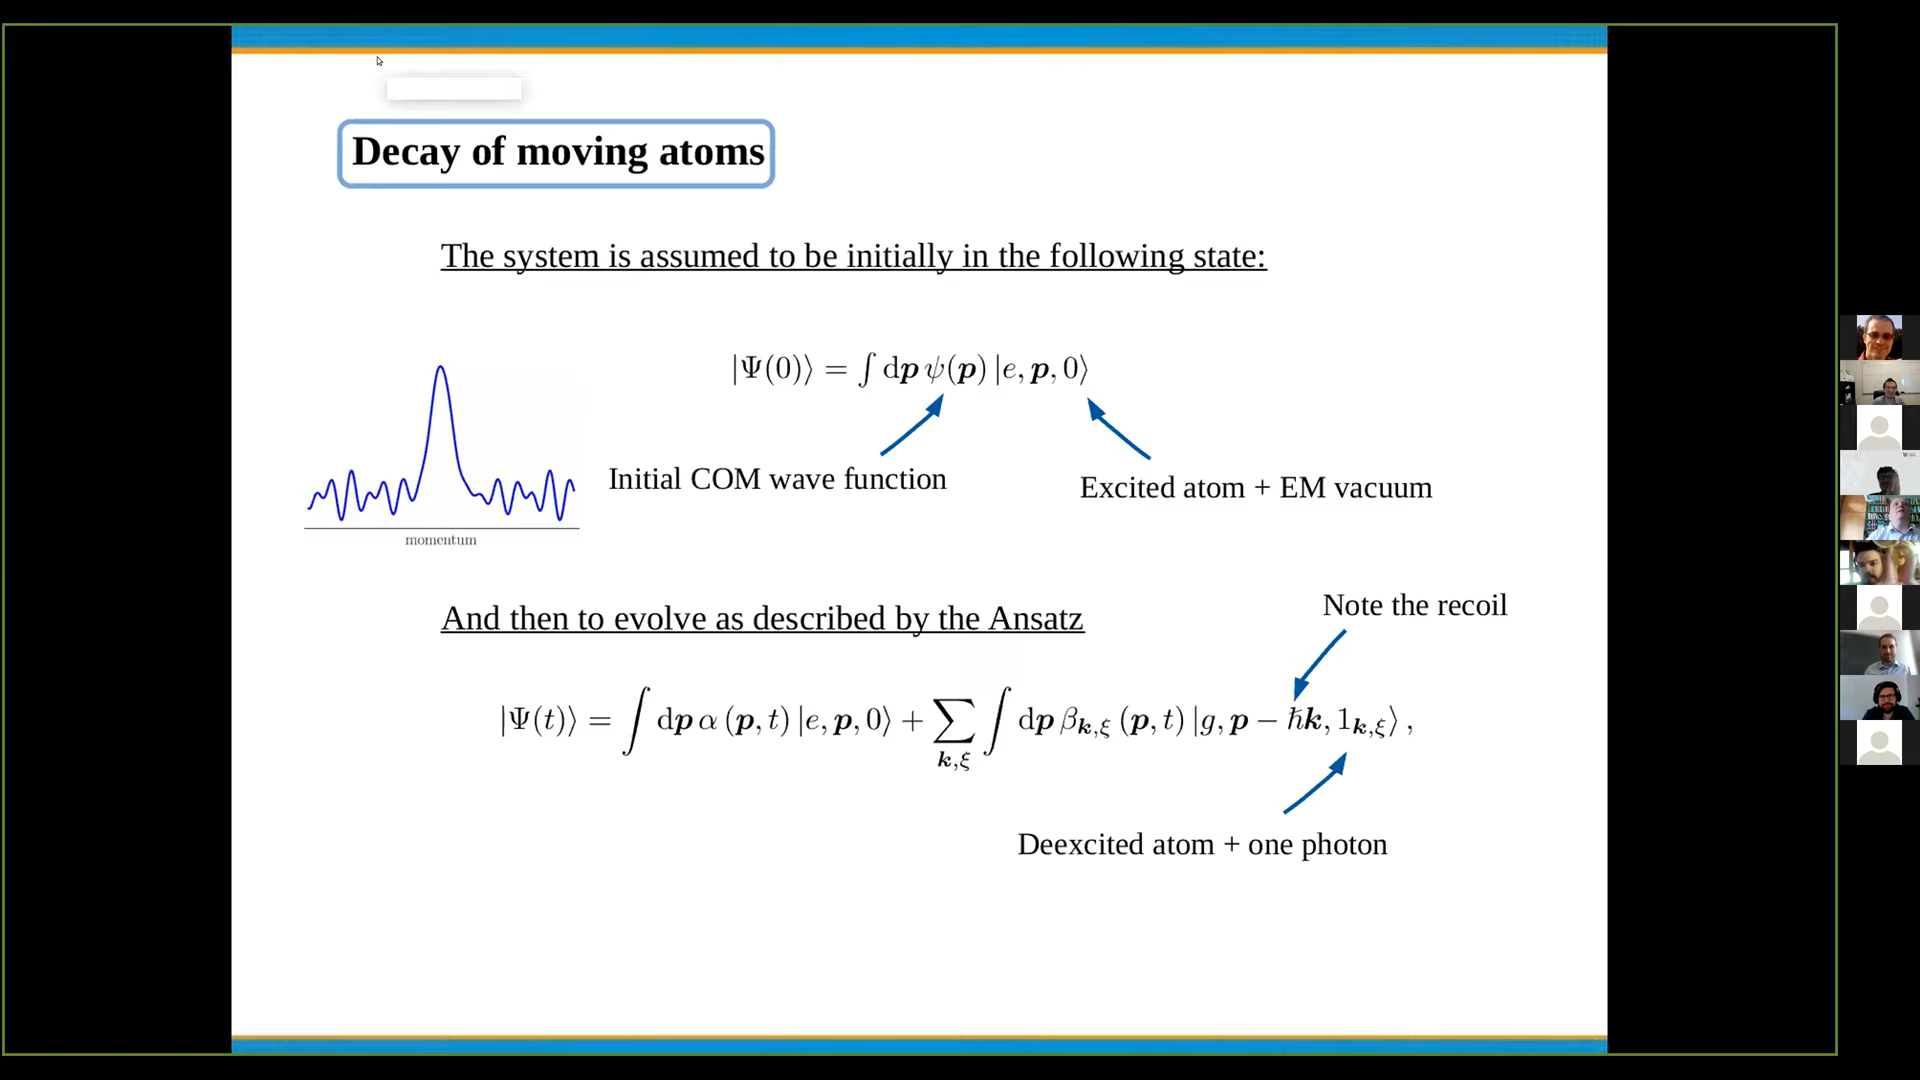 Decay of moving atoms
The system is assumed to be initially in the following state:
|Ψ(0)⟩ = ∫ d𝒑 ψ(𝒑) |e, 𝒑, 0⟩
Initial COM wave function
Excited atom + EM vacuum
momentum
Note the recoil
And then to evolve as described by the Ansatz
|Ψ(t)⟩ = ∫ d𝒑 α (𝒑, t) |e, 𝒑, 0⟩ + ∑_{𝒌,ξ} ∫ d𝒑 β_{𝒌,ξ} (𝒑, t) |g, 𝒑 − ℏ𝒌, 1_{𝒌,ξ}⟩ ,
Deexcited atom + one photon